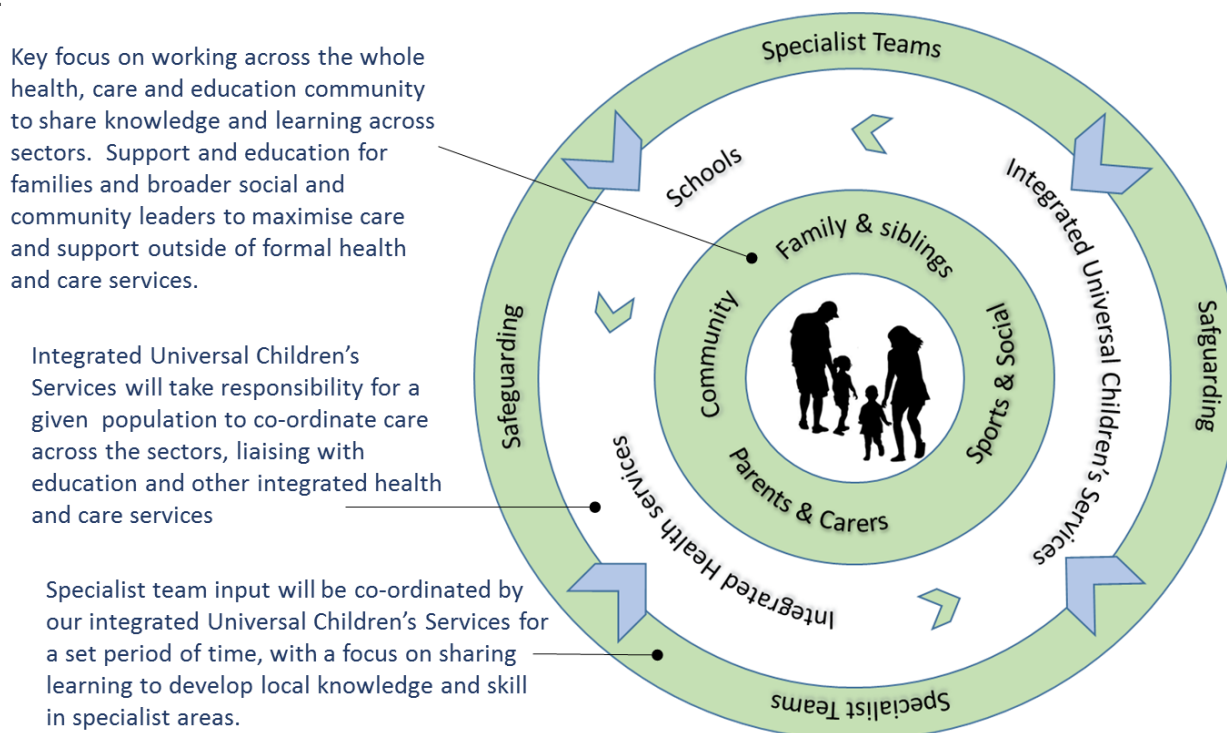 Key focus on working across the whole
health, care and education community
to share knowledge and learning across
sectors.  Support and education for
families and broader social and
community leaders to maximise care
and support outside of formal health
and care services.
Integrated Universal Children's
Services will take responsibility for a
given  population to co-ordinate care
across the sectors, liaising with
education and other integrated health
and care services
Specialist team input will be co-ordinated by
our integrated Universal Children's Services for
a set period of time, with a focus on sharing
learning to develop local knowledge and skill
in specialist areas.
Specialist Teams
Safguarding
Specialist Teams
Safeguarding
Schools
Integrated Universal Children's Services
Integrated Health services
Family & siblings
Sports & Social
Parents & Carers
Community